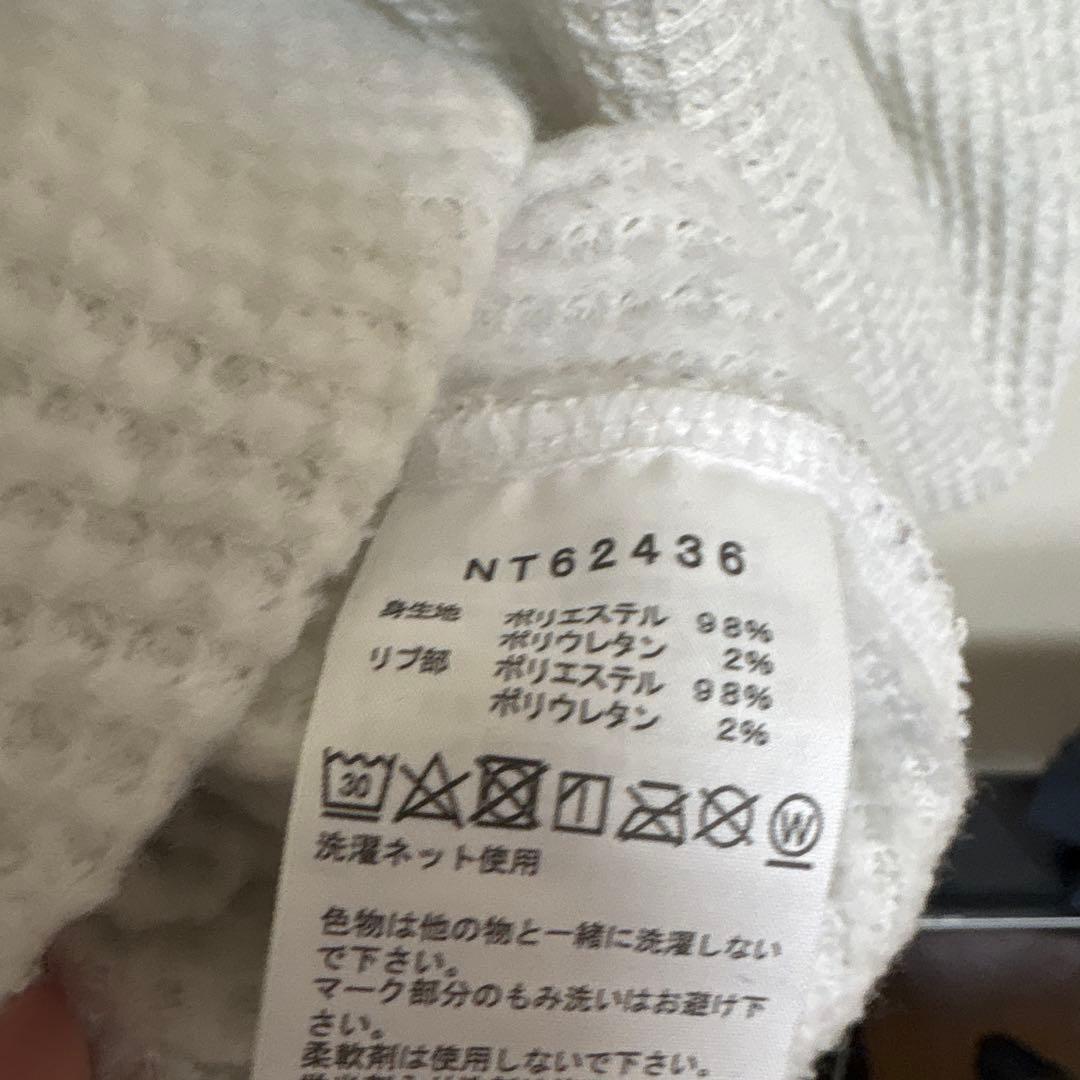 NT62436
身生地 ポリエステル 98%
ポリウレタン 2%
リブ部 ポリエステル 98%
ポリウレタン 2%
30
W
洗濯ネット使用
色物は他の物と一緒に洗濯しない
で下さい。
マーク部分のもみ洗いはお避け下
さい。
柔軟剤は使用しないで下さい。